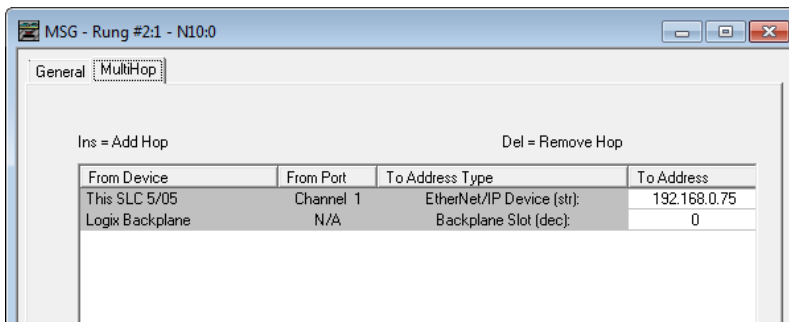 MSG - Rung #2:1 - N10:0
General MultiHop
Ins = Add Hop Del = Remove Hop
From Device From Port To Address Type To Address
This SLC 5/05 Channel 1 EtherNet/IP Device (str): 192.168.0.75
Logix Backplane N/A Backplane Slot (dec): 0